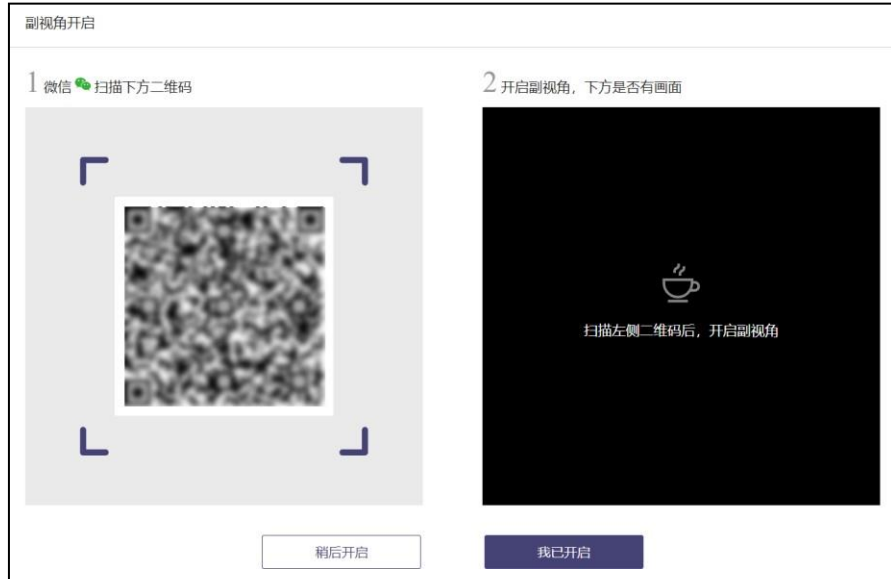 副视角开启
1 微信 扫描下方二维码
2 开启副视角，下方是否有画面
扫描左侧二维码后，开启副视角
稍后开启
我已开启